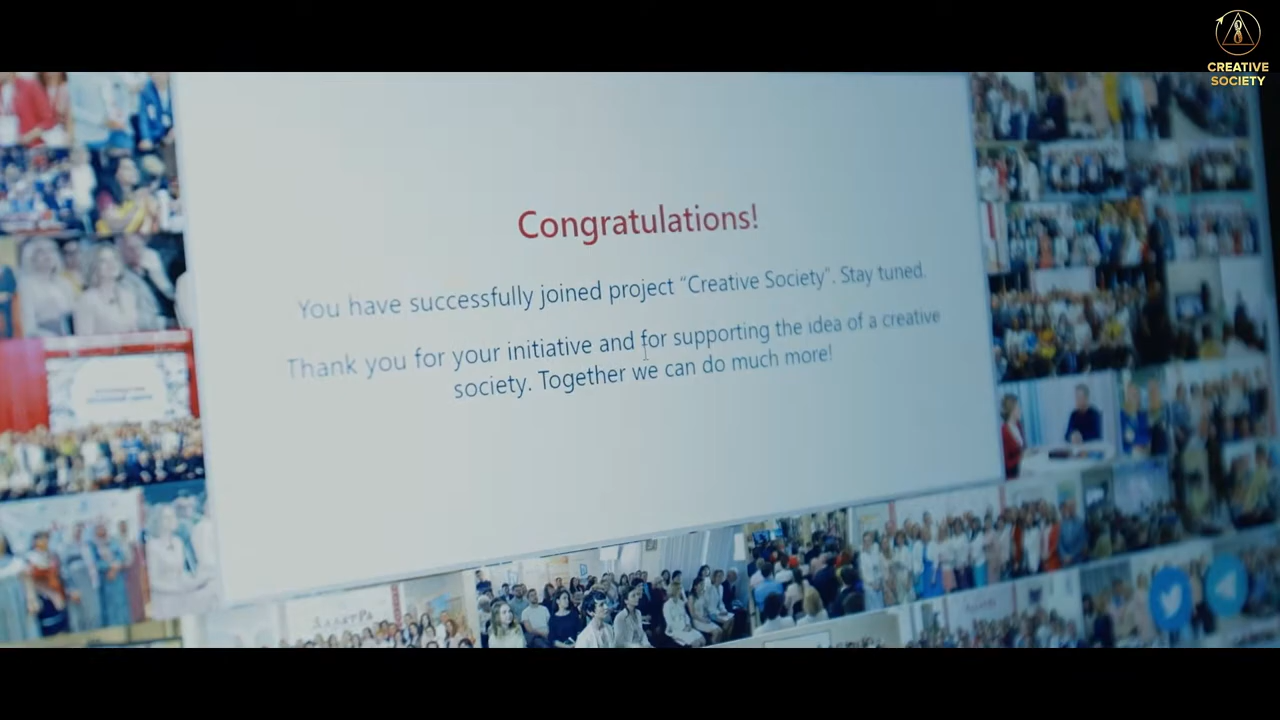 CREATIVE
SOCIETY
Congratulations!
You have successfully joined project “Creative Society”. Stay tuned.
Thank you for your initiative and for supporting the idea of a creative
society. Together we can do much more!